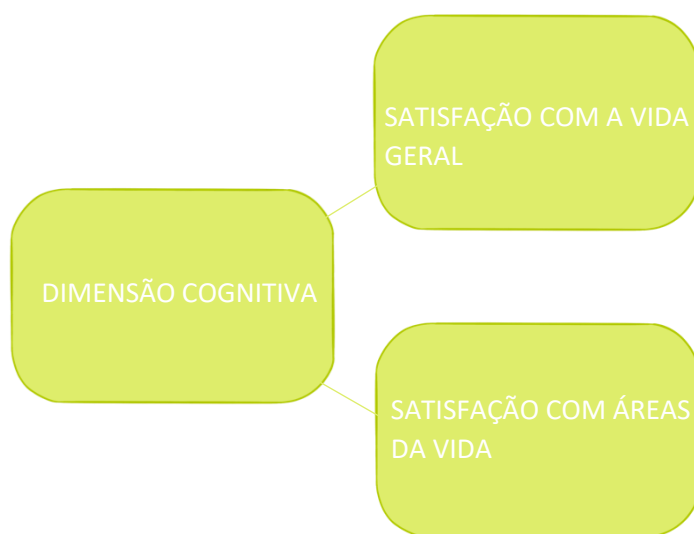 SATISFAÇÃO COM A VIDA
GERAL
DIMENSÃO COGNITIVA
SATISFAÇÃO COM ÁREAS
DA VIDA